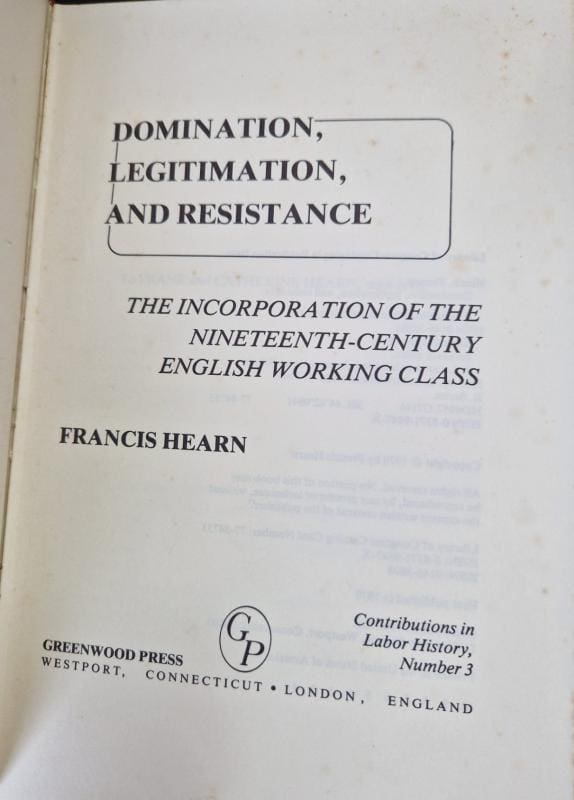 DOMINATION,
LEGITIMATION,
AND RESISTANCE
THE INCORPORATION OF THE
NINETEENTH-CENTURY
ENGLISH WORKING CLASS
FRANCIS HEARN
Contributions in
Labor History,
Number 3
GP
GREENWOOD PRESS
WESTPORT, CONNECTICUT • LONDON, ENGLAND